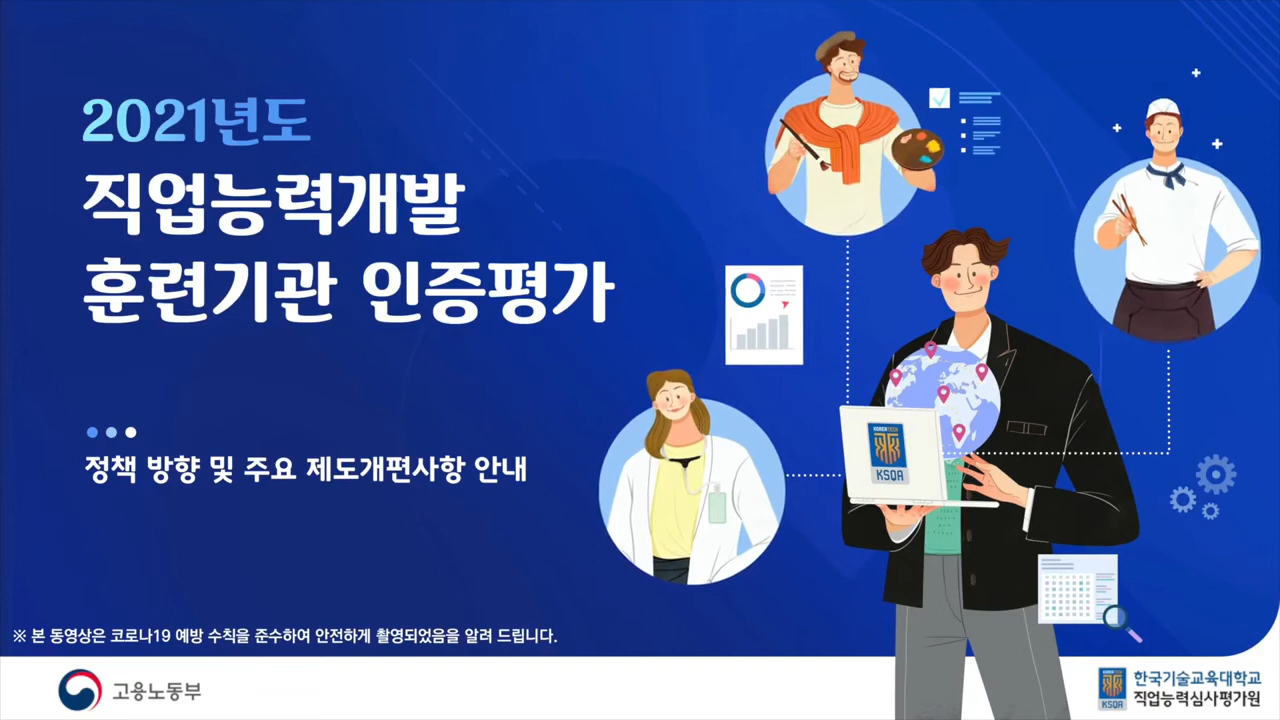 2021년도
직업능력개발
훈련기관 인증평가
정책 방향 및 주요 제도개편사항 안내
KOREATECH
KSQA
※ 본 동영상은 코로나19 예방 수칙을 준수하여 안전하게 촬영되었음을 알려 드립니다.
고용노동부
KSQA
한국기술교육대학교
직업능력심사평가원